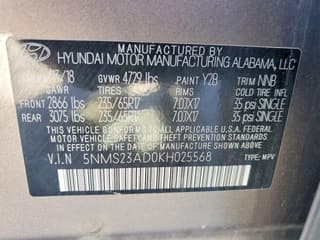 HYUNDAI MOTOR MANUFACTURING ALABAMA, LLC
/18 GVWR 4729 lbs PAINT Y2B TRIM NNB
GAWR TIRES RIMS COLD TIRE INFL
FRONT 2866 lbs 235/65R17 7.0JX17 35 psi SINGLE
REAR 3075 lbs 235/65R17 7.0JX17 35 psi SINGLE
THIS VEHICLE CONFORMS TO ALL APPLICABLE U.S. FEDERAL
MOTOR VEHICLE SAFETY AND THEFT PREVENTION STANDARDS
IN EFFECT ON THE DATE OF MANUFACTURE SHOWN ABOVE.
V.I.N 5NMS23AD0KH025568 TYPE: MPV